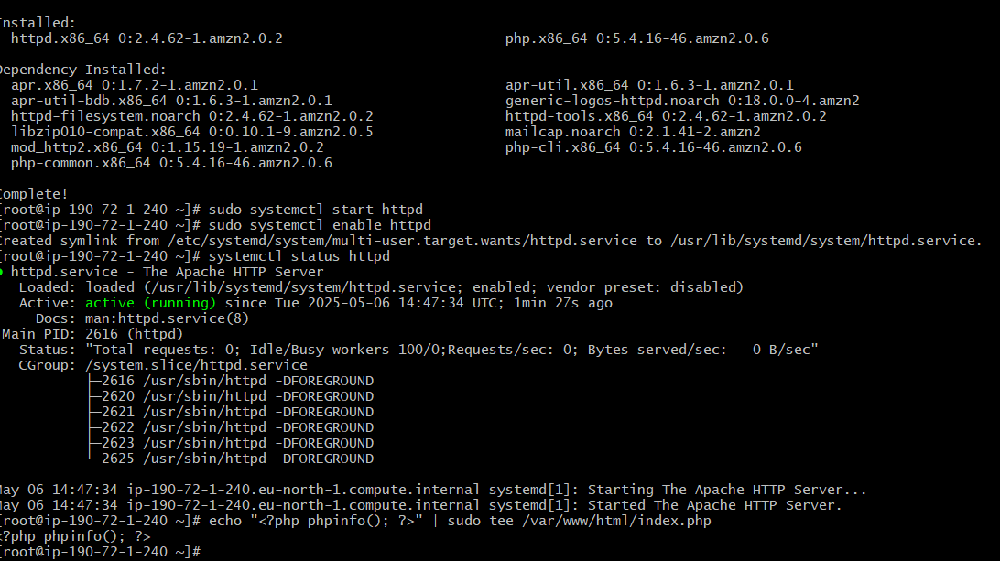 Installed:
httpd.x86_64 0:2.4.62-1.amzn2.0.2 php.x86_64 0:5.4.16-46.amzn2.0.6
Dependency Installed:
apr.x86_64 0:1.7.2-1.amzn2.0.1 apr-util.x86_64 0:1.6.3-1.amzn2.0.1
apr-util-bdb.x86_64 0:1.6.3-1.amzn2.0.1 generic-logos-httpd.noarch 0:18.0.0-4.amzn2
httpd-filesystem.noarch 0:2.4.62-1.amzn2.0.2 httpd-tools.x86_64 0:2.4.62-1.amzn2.0.2
libzip010-compat.x86_64 0:0.10.1-9.amzn2.0.5 mailcap.noarch 0:2.1.41-2.amzn2
mod_http2.x86_64 0:1.15.19-1.amzn2.0.2 php-cli.x86_64 0:5.4.16-46.amzn2.0.6
php-common.x86_64 0:5.4.16-46.amzn2.0.6
Complete!
[root@ip-190-72-1-240 ~]# sudo systemctl start httpd
[root@ip-190-72-1-240 ~]# sudo systemctl enable httpd
Created symlink from /etc/systemd/system/multi-user.target.wants/httpd.service to /usr/lib/systemd/system/httpd.service.
[root@ip-190-72-1-240 ~]# systemctl status httpd
● httpd.service - The Apache HTTP Server
Loaded: loaded (/usr/lib/systemd/system/httpd.service; enabled; vendor preset: disabled)
Active: active (running) since Tue 2025-05-06 14:47:34 UTC; 1min 27s ago
Docs: man:httpd.service(8)
Main PID: 2616 (httpd)
Status: "Total requests: 0; Idle/Busy workers 100/0;Requests/sec: 0; Bytes served/sec:   0 B/sec"
CGroup: /system.slice/httpd.service
├─2616 /usr/sbin/httpd -DFOREGROUND
├─2620 /usr/sbin/httpd -DFOREGROUND
├─2621 /usr/sbin/httpd -DFOREGROUND
├─2622 /usr/sbin/httpd -DFOREGROUND
├─2623 /usr/sbin/httpd -DFOREGROUND
└─2625 /usr/sbin/httpd -DFOREGROUND
May 06 14:47:34 ip-190-72-1-240.eu-north-1.compute.internal systemd[1]: Starting The Apache HTTP Server...
May 06 14:47:34 ip-190-72-1-240.eu-north-1.compute.internal systemd[1]: Started The Apache HTTP Server.
[root@ip-190-72-1-240 ~]# echo "<?php phpinfo(); ?>" | sudo tee /var/www/html/index.php
<?php phpinfo(); ?>
[root@ip-190-72-1-240 ~]#